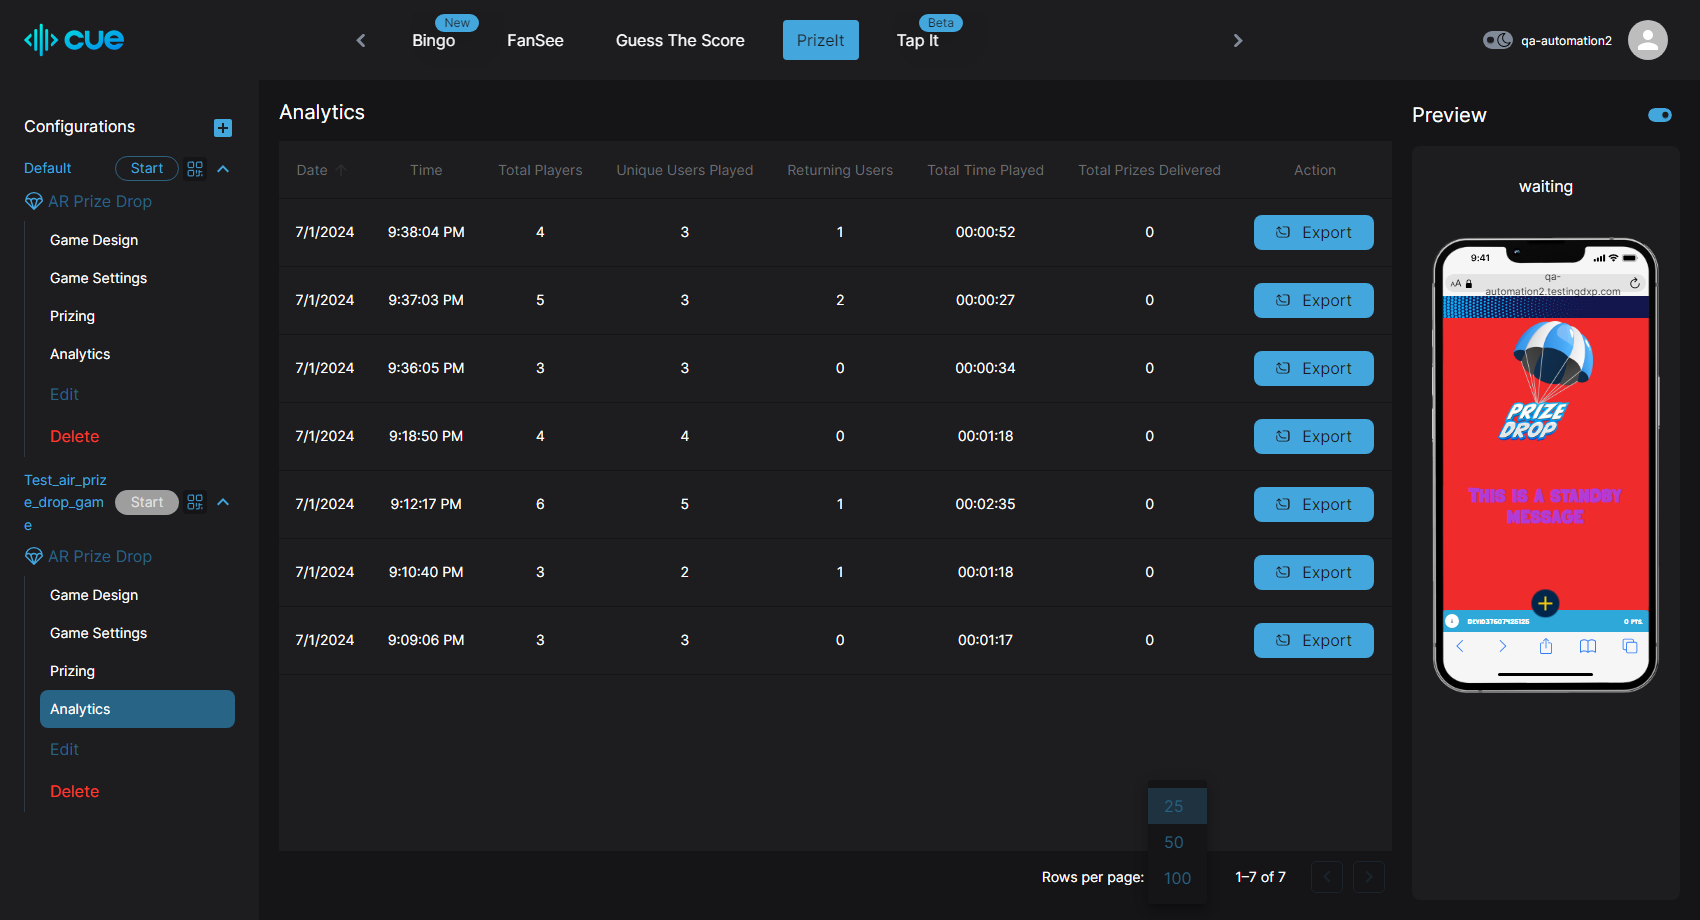 cue
New
Bingo
FanSee
Guess The Score
PrizeIt
Beta
Tap It
qa-automation2
Configurations
Default
Start
AR Prize Drop
Game Design
Game Settings
Prizing
Analytics
Edit
Delete
Test_air_priz
e_drop_gam
e
Start
AR Prize Drop
Game Design
Game Settings
Prizing
Analytics
Edit
Delete
Analytics
Date Time Total Players Unique Users Played Returning Users Total Time Played Total Prizes Delivered Action
7/1/2024 9:38:04 PM 4 3 1 00:00:52 0 Export
7/1/2024 9:37:03 PM 5 3 2 00:00:27 0 Export
7/1/2024 9:36:05 PM 3 3 0 00:00:34 0 Export
7/1/2024 9:18:50 PM 4 4 0 00:01:18 0 Export
7/1/2024 9:12:17 PM 6 5 1 00:02:35 0 Export
7/1/2024 9:10:40 PM 3 2 1 00:01:18 0 Export
7/1/2024 9:09:06 PM 3 3 0 00:01:17 0 Export
25
50
100
Rows per page:
1–7 of 7
Preview
waiting
9:41
AA
qa-
automation2.testingdxp.com
PRIZE
DROP
THIS IS A STANDBY
MESSAGE
0 PTS.